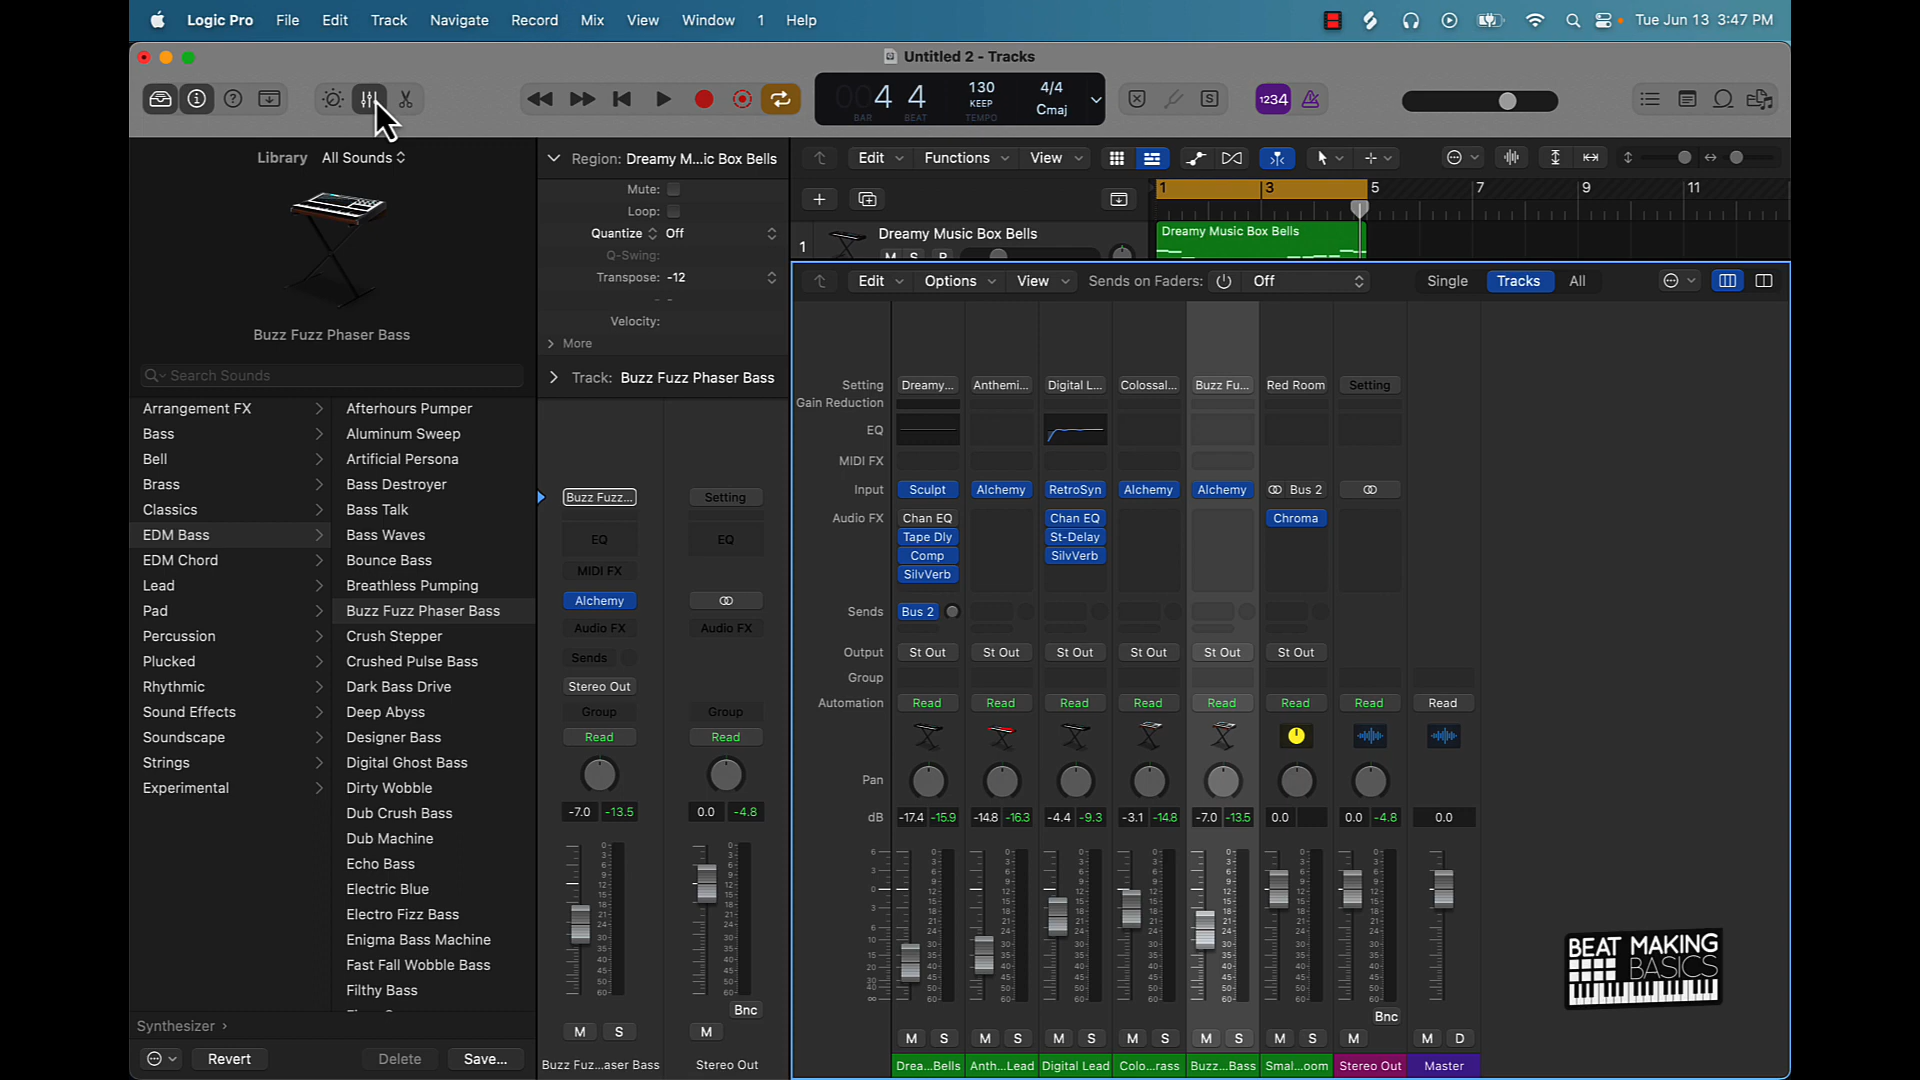 Logic Pro File Edit Track Navigate Record Mix View Window 1 Help Tue Jun 13 3:47 PM
Untitled 2 - Tracks
4 4 130 4/4
KEEP Cmaj
BAR BEAT TEMPO
1234
Library All Sounds
Buzz Fuzz Phaser Bass
Search Sounds
Arrangement FX
Bass
Bell
Brass
Classics
EDM Bass
EDM Chord
Lead
Pad
Percussion
Plucked
Rhythmic
Sound Effects
Soundscape
Strings
Experimental
Afterhours Pumper
Aluminum Sweep
Artificial Persona
Bass Destroyer
Bass Talk
Bass Waves
Bounce Bass
Breathless Pumping
Buzz Fuzz Phaser Bass
Crush Stepper
Crushed Pulse Bass
Dark Bass Drive
Deep Abyss
Designer Bass
Digital Ghost Bass
Dirty Wobble
Dub Crush Bass
Dub Machine
Echo Bass
Electric Blue
Electro Fizz Bass
Enigma Bass Machine
Fast Fall Wobble Bass
Filthy Bass
Synthesizer
Revert Delete Save...
Region: Dreamy M...ic Box Bells
Mute:
Loop:
Quantize Off
Q-Swing:
Transpose: -12
Velocity:
More
Track: Buzz Fuzz Phaser Bass
Buzz Fuzz... Setting
EQ EQ
MIDI FX
Alchemy
Audio FX Audio FX
Sends
Stereo Out
Group Group
Read Read
-7.0 -13.5 0.0 -4.8
Bnc
M S M
Buzz Fuz...aser Bass Stereo Out
Edit Functions View
1 3 5 7 9 11
1 Dreamy Music Box Bells
M S R
Dreamy Music Box Bells
Edit Options View Sends on Faders: Off Single Tracks All
Setting Dreamy... Anthemi... Digital L... Colossal... Buzz Fu... Red Room Setting
Gain Reduction
EQ
MIDI FX
Input Sculpt Alchemy RetroSyn Alchemy Alchemy Bus 2
Audio FX Chan EQ Chan EQ Chroma
Tape Dly St-Delay
Comp SilvVerb
SilvVerb
Sends Bus 2
Output St Out St Out St Out St Out St Out St Out
Group
Automation Read Read Read Read Read Read Read Read
Pan
dB -17.4 -15.9 -14.8 -16.3 -4.4 -9.3 -3.1 -14.8 -7.0 -13.5 0.0 0.0 -4.8 0.0
Bnc
M S M S M S M S M S M S M M D
Drea...Bells Anth...Lead Digital Lead Colo...rass Buzz...Bass Smal...oom Stereo Out Master
BEAT MAKING
BASICS